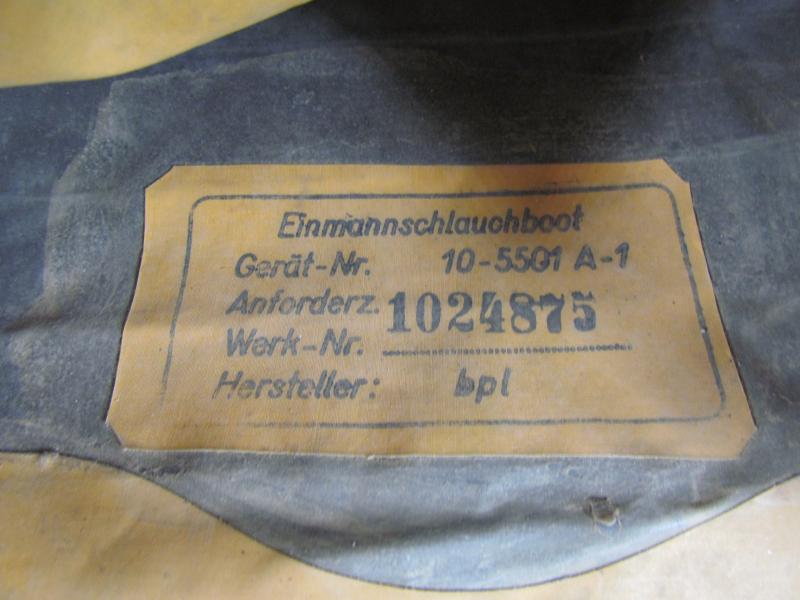 Einmannschlauchboot
Gerät-Nr. 10-5501 A-1
Anforderz.
1024875
Werk-Nr.
Hersteller: bpl